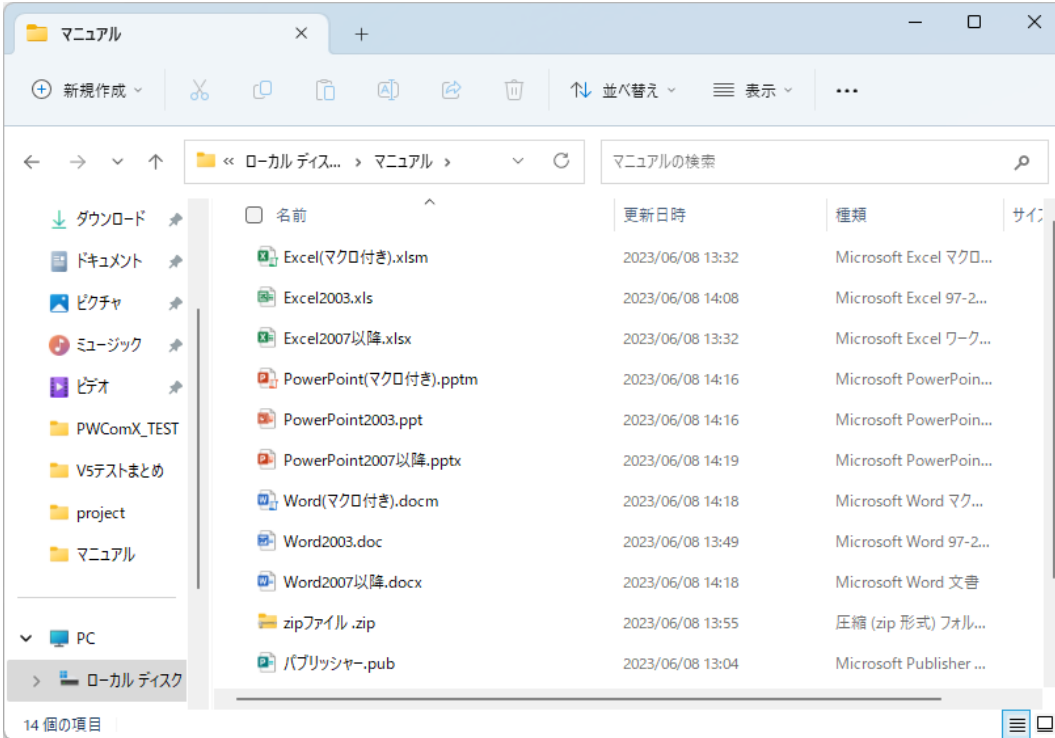 マニュアル
新規作成 並べ替え 表示
« ローカル ディス... › マニュアル › マニュアルの検索
ダウンロード
ドキュメント
ピクチャ
ミュージック
ビデオ
PWComX_TEST
V5テストまとめ
project
マニュアル
PC
ローカル ディスク
名前 更新日時 種類 サイズ
Excel(マクロ付き).xlsm 2023/06/08 13:32 Microsoft Excel マクロ...
Excel2003.xls 2023/06/08 14:08 Microsoft Excel 97-2...
Excel2007以降.xlsx 2023/06/08 13:32 Microsoft Excel ワーク...
PowerPoint(マクロ付き).pptm 2023/06/08 14:16 Microsoft PowerPoin...
PowerPoint2003.ppt 2023/06/08 14:16 Microsoft PowerPoin...
PowerPoint2007以降.pptx 2023/06/08 14:19 Microsoft PowerPoin...
Word(マクロ付き).docm 2023/06/08 14:18 Microsoft Word マク...
Word2003.doc 2023/06/08 13:49 Microsoft Word 97-2...
Word2007以降.docx 2023/06/08 14:18 Microsoft Word 文書
zipファイル .zip 2023/06/08 13:55 圧縮 (zip 形式) フォル...
パブリッシャー.pub 2023/06/08 13:04 Microsoft Publisher ...
14 個の項目